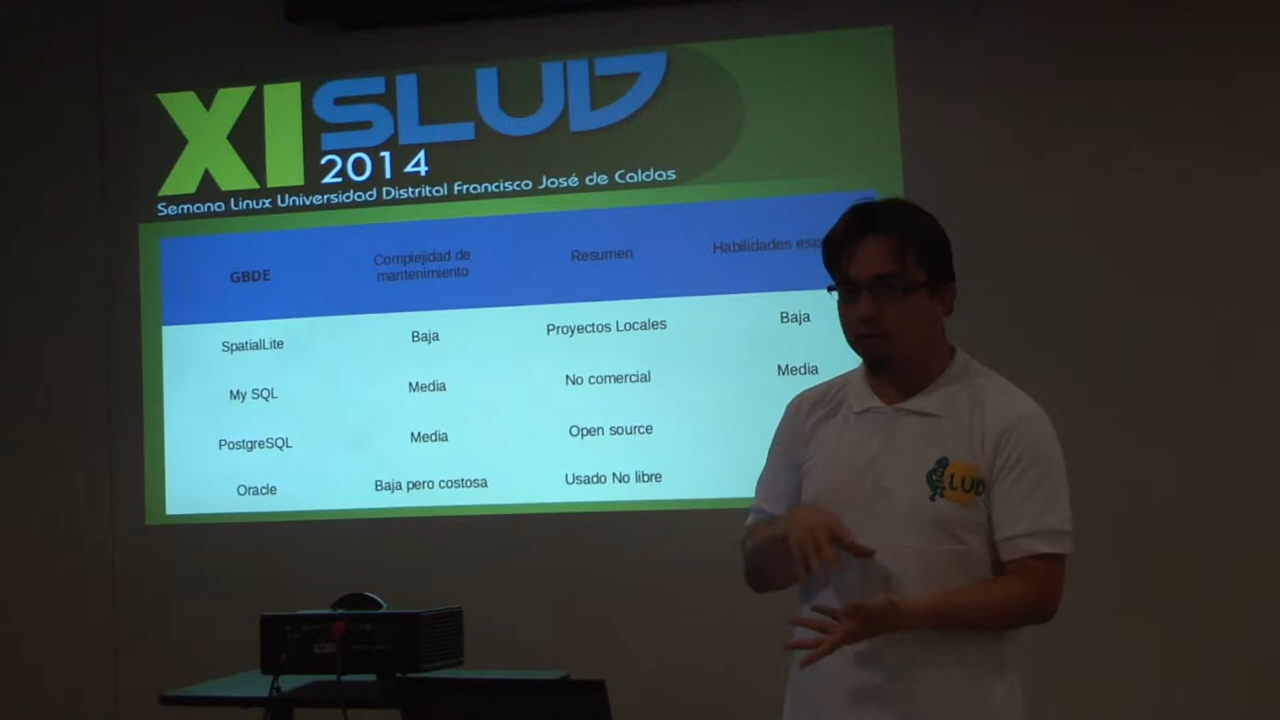 XI SLUD
2014
Semana Linux Universidad Distrital Francisco José de Caldas
GBDE
Complejidad de
mantenimiento
Resumen
Habilidades
SpatialLite
Baja
Proyectos Locales
Baja
My SQL
Media
No comercial
Media
PostgreSQL
Media
Open source
Oracle
Baja pero costosa
Usado No libre
LUD